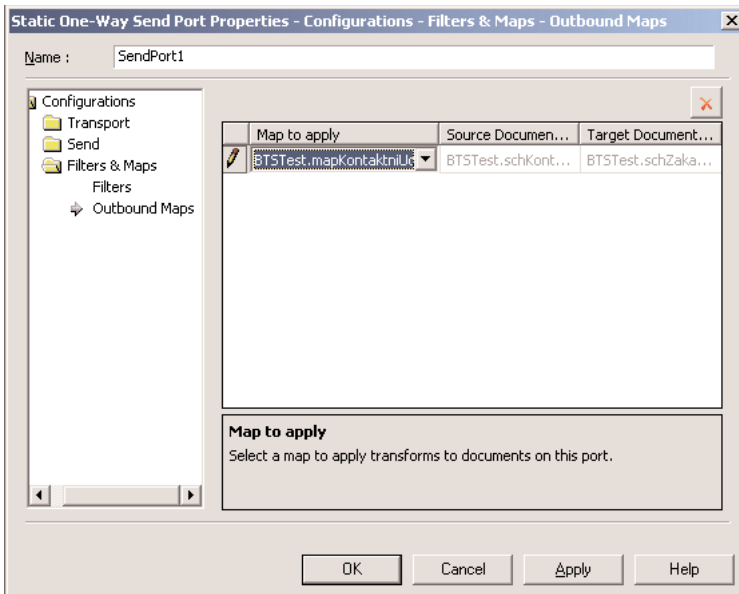 Static One-Way Send Port Properties - Configurations - Filters & Maps - Outbound Maps
Name : SendPort1
Configurations
Transport
Send
Filters & Maps
Filters
Outbound Maps
Map to apply Source Documen... Target Document...
BTSTest.mapKontaktniUc BTSTest.schKont... BTSTest.schZaka...
Map to apply
Select a map to apply transforms to documents on this port.
OK Cancel Apply Help